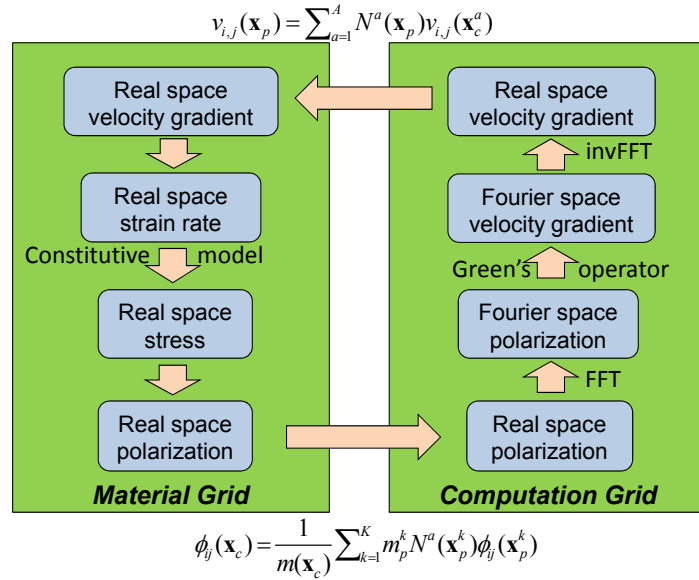 v_{i,j}(x_p) = ∑_{a=1}^{A} N^a(x_p) v_{i,j}(x_c^a)
Real space
velocity gradient
Real space
strain rate
Constitutive model
Real space
stress
Real space
polarization
Material Grid
Real space
velocity gradient
invFFT
Fourier space
velocity gradient
Green's operator
Fourier space
polarization
FFT
Real space
polarization
Computation Grid
ϕ_{ij}(x_c) = \frac{1}{m(x_c)} ∑_{k=1}^{K} m_p^k N^a(x_p^k) ϕ_{ij}(x_p^k)